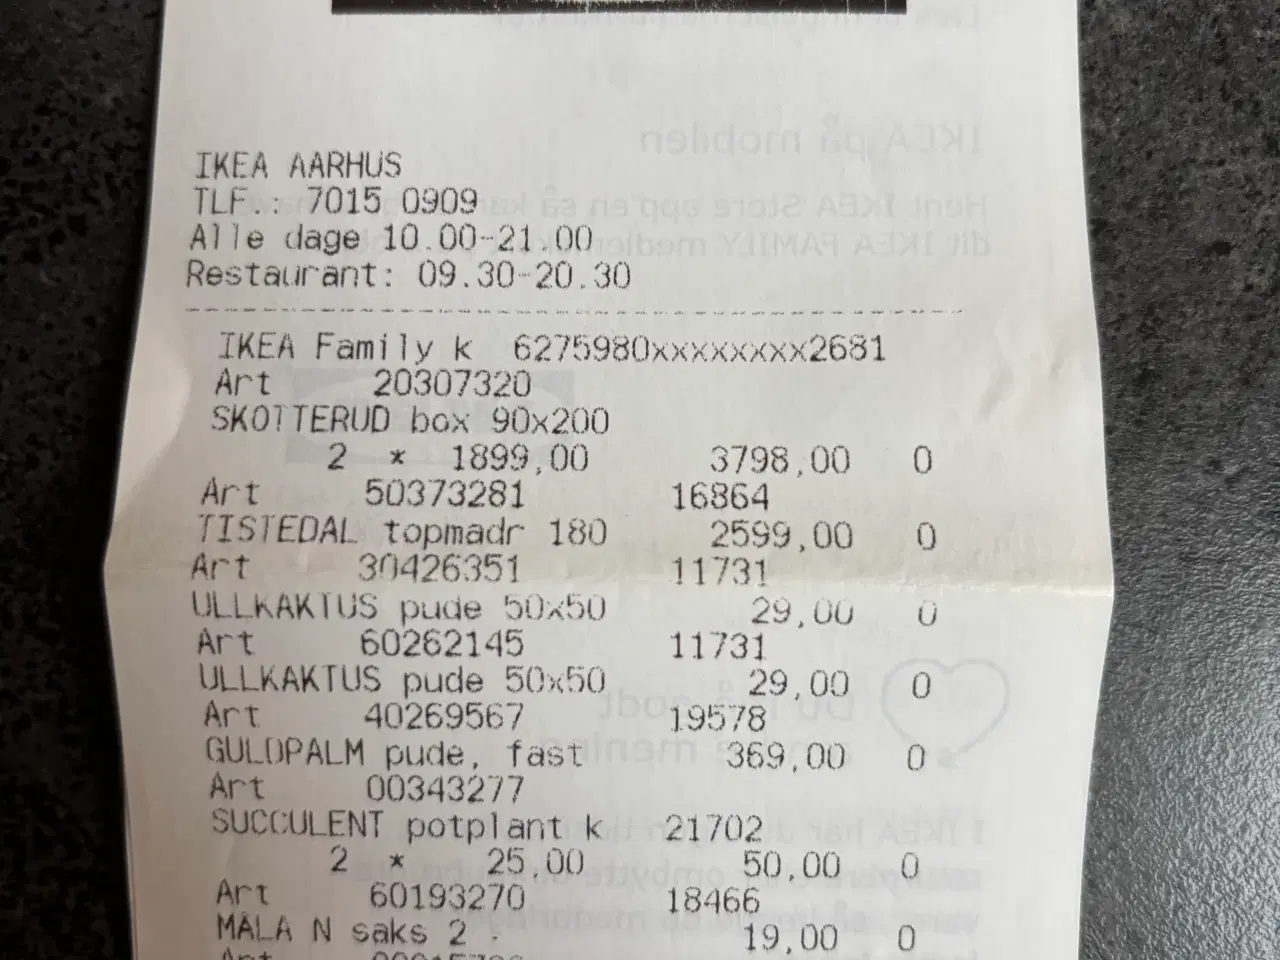 IKEA AARHUS
TLF.: 7015 0909
Alle dage 10.00-21.00
Restaurant: 09.30-20.30
IKEA Family k 6275980xxxxxxxx2681
Art 20307320
SKOTTERUD box 90x200
2 * 1899,00 3798,00 0
Art 50373281 16864
TISTEDAL topmadr 180 2599,00 0
Art 30426351 11731
ULLKAKTUS pude 50x50 29,00 0
Art 60262145 11731
ULLKAKTUS pude 50x50 29,00 0
Art 40269567 19578
GULDPALM pude, fast 369,00 0
Art 00343277
SUCCULENT potplant k 21702
2 * 25,00 50,00 0
Art 60193270 18466
MÅLA N saks 2 - 19,00 0
Art